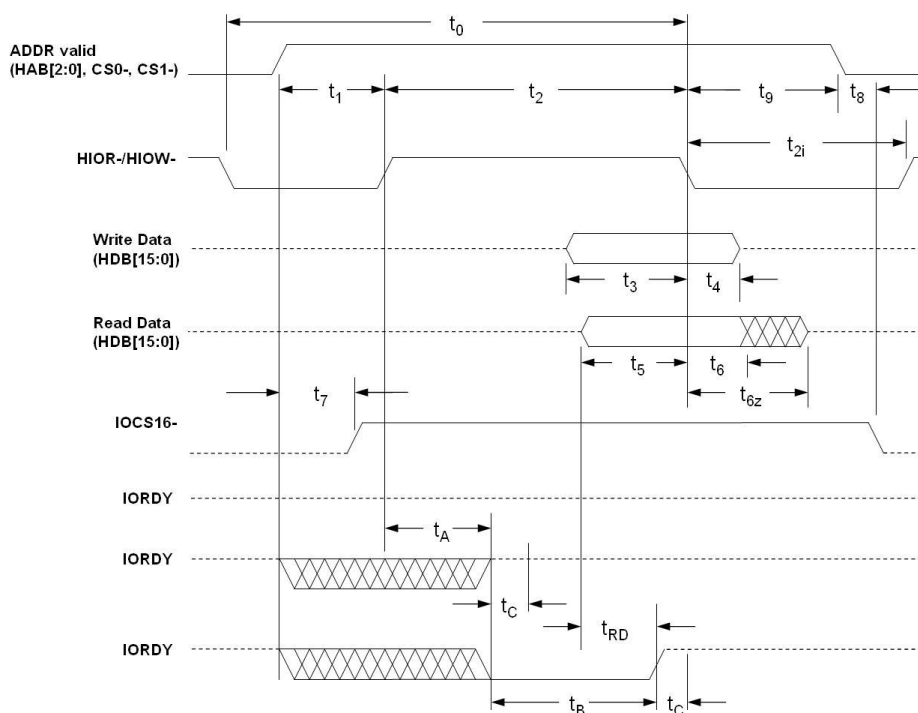 t0
ADDR valid
(HAB[2:0], CS0-, CS1-)
t1
t2
t9
t8
HIOR-/HIOW-
t2i
Write Data
(HDB[15:0])
t3
t4
Read Data
(HDB[15:0])
t5
t6
t7
t6z
IOCS16-
IORDY
tA
IORDY
tC
tRD
IORDY
tB
tC